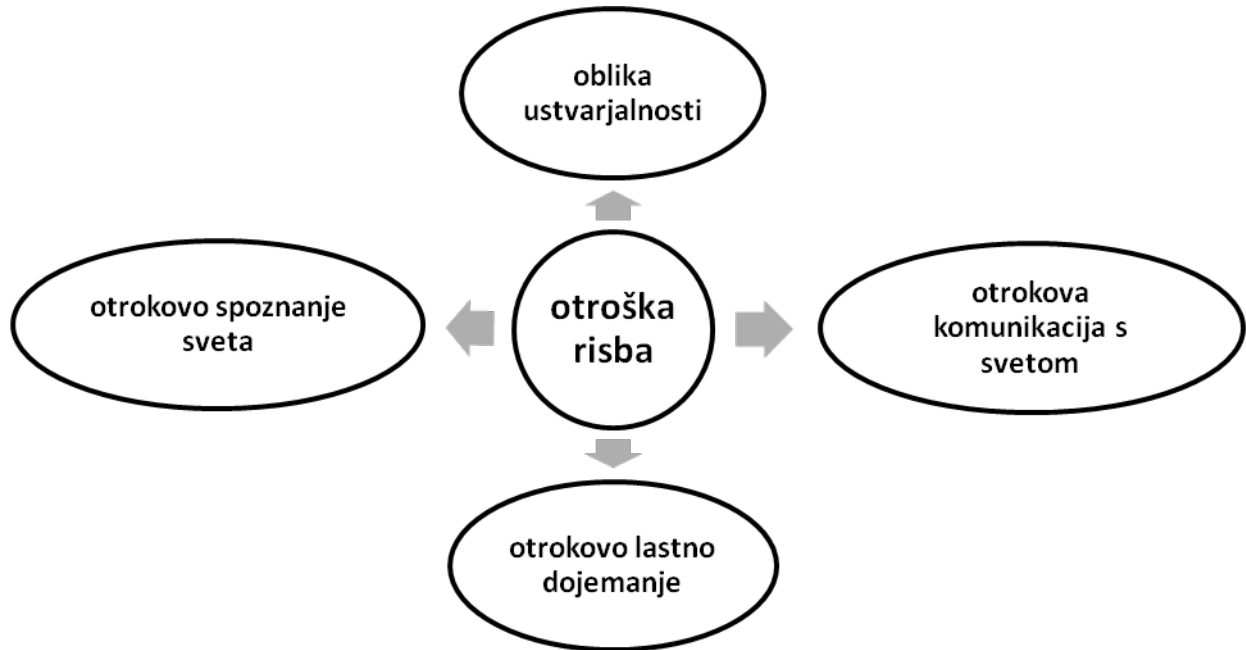 oblika
ustvarjalnosti
otrokovo spoznanje
sveta
otroška
risba
otrokova
komunikacija s
svetom
otrokovo lastno
dojemanje